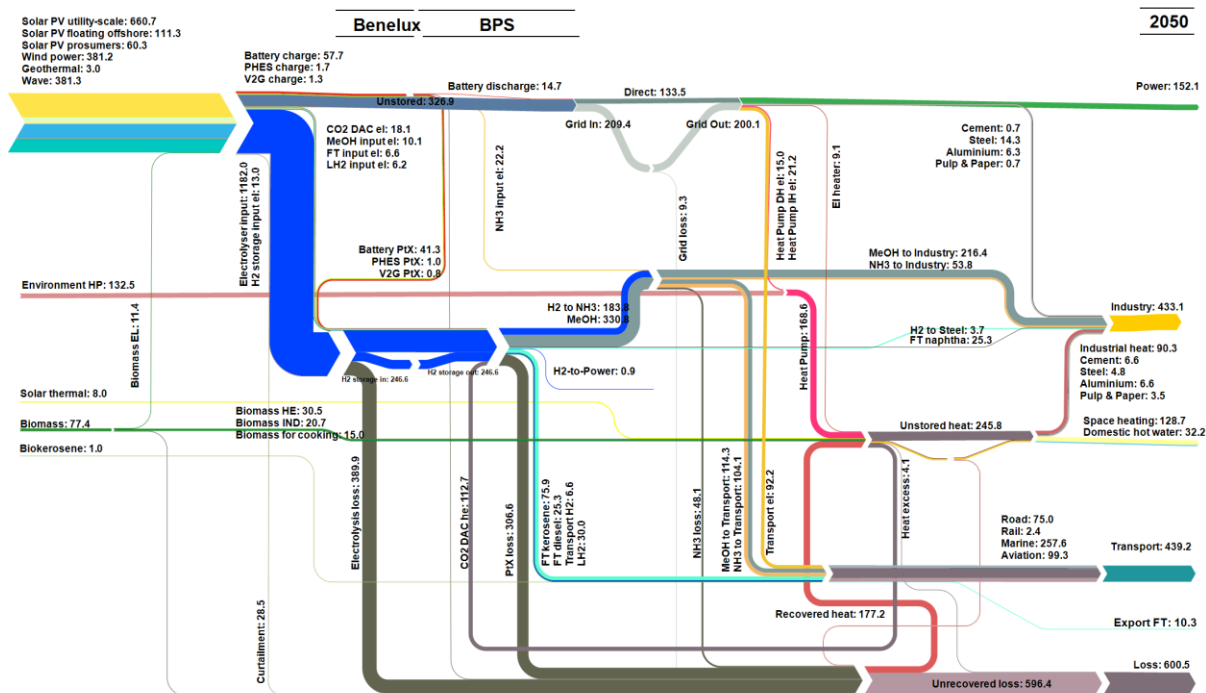 Benelux BPS 2050
Solar PV utility-scale: 660.7
Solar PV floating offshore: 111.3
Solar PV prosumers: 60.3
Wind power: 381.2
Geothermal: 3.0
Wave: 381.3
Battery charge: 57.7
PHES charge: 1.7
V2G charge: 1.3
Battery discharge: 14.7
Unstored: 326.9
Direct: 133.5
Power: 152.1
Grid In: 209.4
Grid Out: 200.1
CO2 DAC el: 18.1
MeOH input el: 10.1
FT input el: 6.6
LH2 input el: 6.2
Cement: 0.7
Steel: 14.3
Aluminium: 6.3
Pulp & Paper: 0.7
NH3 input el: 22.2
Electrolyser input: 1182.0
H2 storage input el: 13.0
Grid loss: 9.3
Heat Pump DH el: 15.0
Heat Pump IH el: 21.2
El heater: 9.1
Battery PtX: 41.3
PHES PtX: 1.0
V2G PtX: 0.8
MeOH to Industry: 216.4
NH3 to Industry: 53.8
Environment HP: 132.5
Biomass EL: 11.4
H2 to NH3: 183.8
MeOH: 330.8
Industry: 433.1
H2 to Steel: 3.7
FT naphtha: 25.3
Heat Pump: 168.6
H2 storage in: 246.6
H2 storage out: 246.6
H2-to-Power: 0.9
Industrial heat: 90.3
Cement: 6.6
Steel: 4.8
Aluminium: 6.6
Pulp & Paper: 3.5
Solar thermal: 8.0
Biomass: 77.4
Biomass HE: 30.5
Biomass IND: 20.7
Biomass for cooking: 15.0
Biokerosene: 1.0
Unstored heat: 245.8
Space heating: 128.7
Domestic hot water: 32.2
Electrolysis loss: 389.9
CO2 DAC he: 112.7
PtX loss: 306.6
FT kerosene: 75.9
FT diesel: 25.3
Transport H2: 6.6
LH2: 30.0
NH3 loss: 48.1
MeOH to Transport: 114.3
NH3 to Transport: 104.1
Transport el: 92.2
Heat excess: 4.1
Road: 75.0
Rail: 2.4
Marine: 257.6
Aviation: 99.3
Transport: 439.2
Recovered heat: 177.2
Export FT: 10.3
Curtailment: 28.5
Unrecovered loss: 596.4
Loss: 600.5